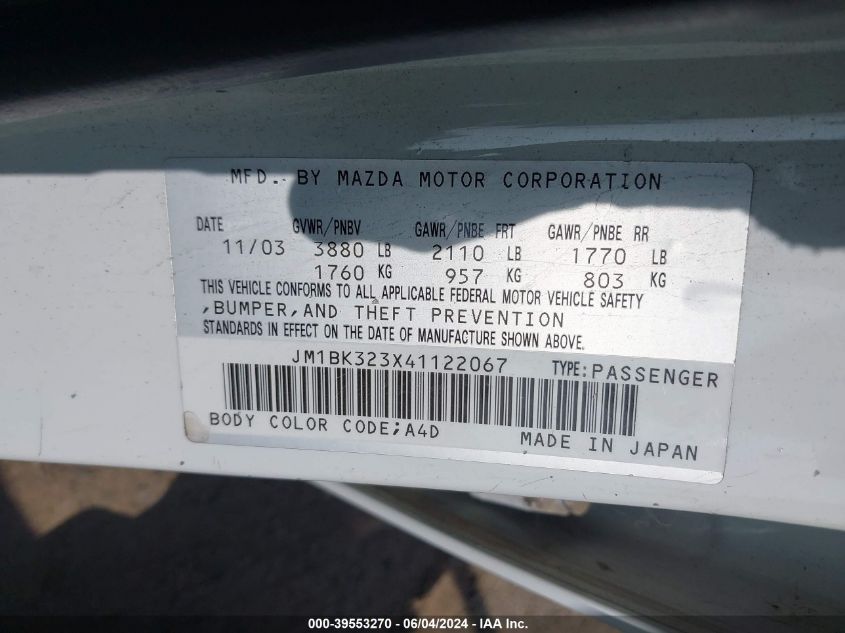 MFD. BY MAZDA MOTOR CORPORATION
DATE GVWR/PNBV GAWR/PNBE FRT GAWR/PNBE RR
11/03 3880 LB 2110 LB 1770 LB
1760 KG 957 KG 803 KG
THIS VEHICLE CONFORMS TO ALL APPLICABLE FEDERAL MOTOR VEHICLE SAFETY
,BUMPER,AND THEFT PREVENTION
STANDARDS IN EFFECT ON THE DATE OF MANUFACTURE SHOWN ABOVE.
JM1BK323X41122067 TYPE:PASSENGER
BODY COLOR CODE;A4D MADE IN JAPAN
000-39553270 - 06/04/2024 - IAA Inc.